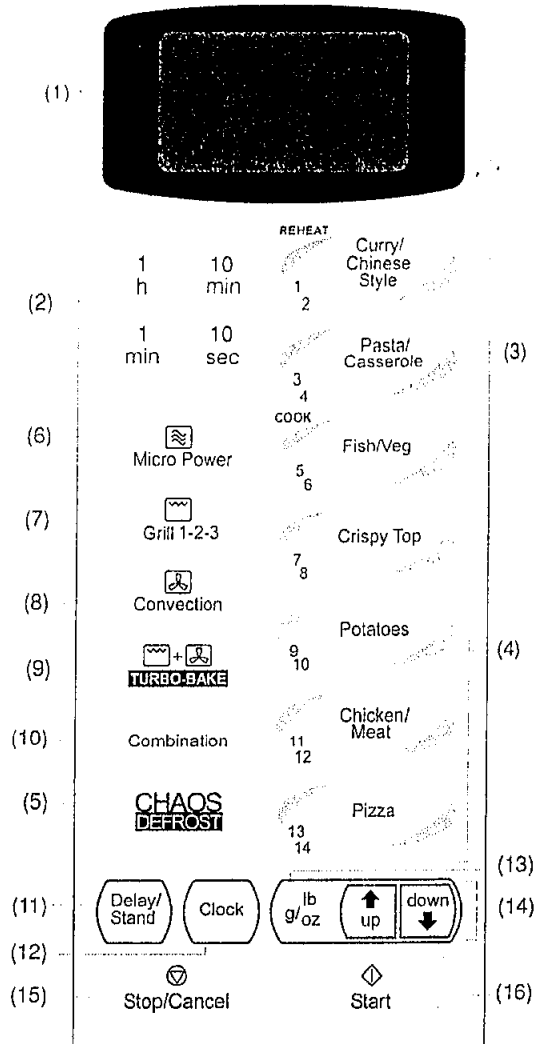 (1)
REHEAT
1 10 Curry/
h min Chinese
Style
1
2
(2)
1 10
min sec
Pasta/
Casserole
(3)
3
4
COOK
(6)
Micro Power
Fish/Veg
5
6
(7)
Grill 1-2-3
Crispy Top
7
8
(8)
Convection
Potatoes
(4)
9
10
(9)
+
TURBO-BAKE
Chicken/
Meat
(10)
Combination
11
12
(5)
CHAOS
DEFROST
Pizza
13
14
(13)
(11)
Delay/
Stand
Clock
lb
g/oz
up
down
(14)
(12)
(15)
Stop/Cancel
Start
(16)